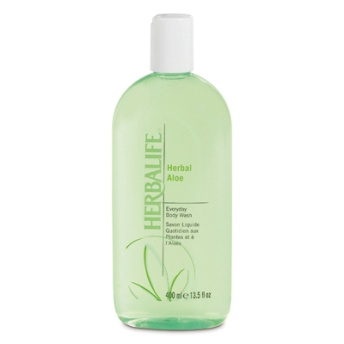 HERBALIFE
Herbal
Aloe
Everyday
Body Wash
Savon Liquide
Quotidien aux
Plantes et à
l'Aloès
400 ml e 13.5 fl oz